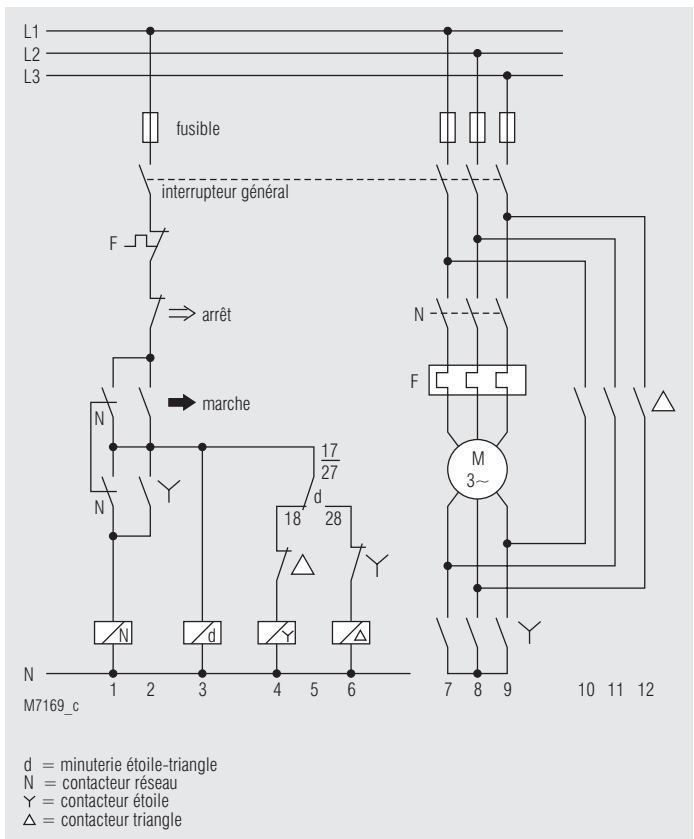 L1
L2
L3
fusible
interrupteur général
F
arrêt
N
F
marche
N
17
27
M
3~
d
N
18 28
N d Y △
N
1 2 3 4 5 6 7 8 9 10 11 12
M7169_c
d = minuterie étoile-triangle
N = contacteur réseau
Y = contacteur étoile
△ = contacteur triangle